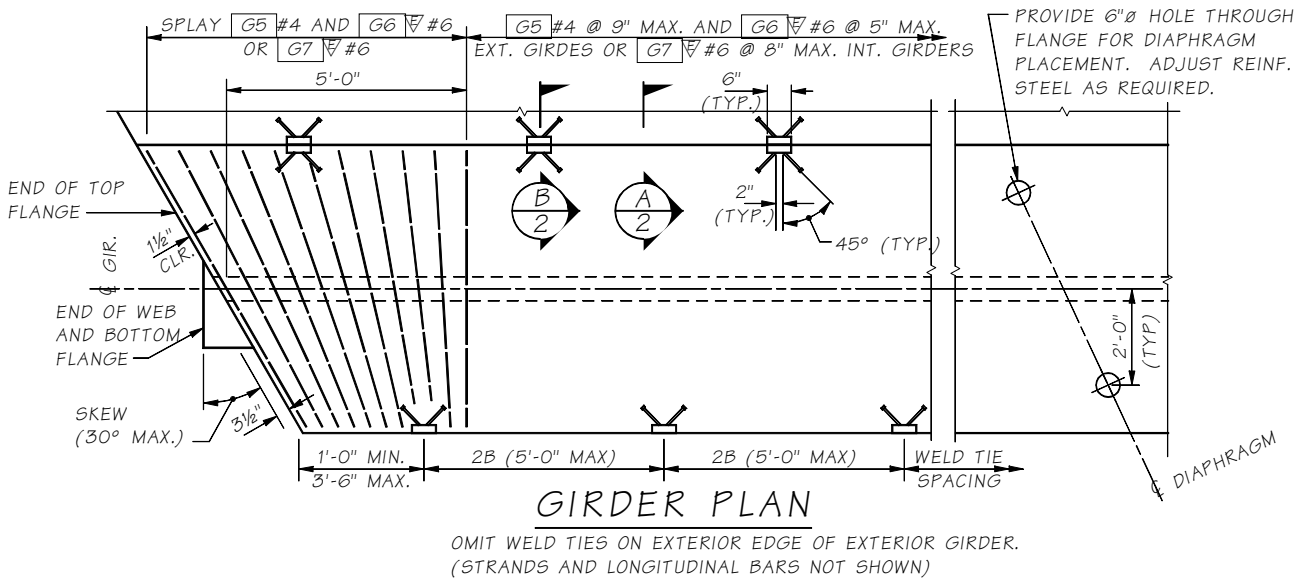 SPLAY G5 #4 AND G6 E #6
OR G7 E #6
5'-0"
G5 #4 @ 9" MAX. AND G6 E #6 @ 5" MAX.
EXT. GIRDES OR G7 E #6 @ 8" MAX. INT. GIRDERS
6"
(TYP.)
PROVIDE 6"ø HOLE THROUGH
FLANGE FOR DIAPHRAGM
PLACEMENT. ADJUST REINF.
STEEL AS REQUIRED.
END OF TOP
FLANGE
1½"
CLR.
B
2
A
2
2"
(TYP.)
45° (TYP.)
℄ GIR.
END OF WEB
AND BOTTOM
FLANGE
2'-0"
(TYP)
SKEW
(30° MAX.)
3½"
1'-0" MIN.
3'-6" MAX.
2B (5'-0" MAX)
2B (5'-0" MAX)
WELD TIE
SPACING
℄ DIAPHRAGM
GIRDER PLAN
OMIT WELD TIES ON EXTERIOR EDGE OF EXTERIOR GIRDER.
(STRANDS AND LONGITUDINAL BARS NOT SHOWN)